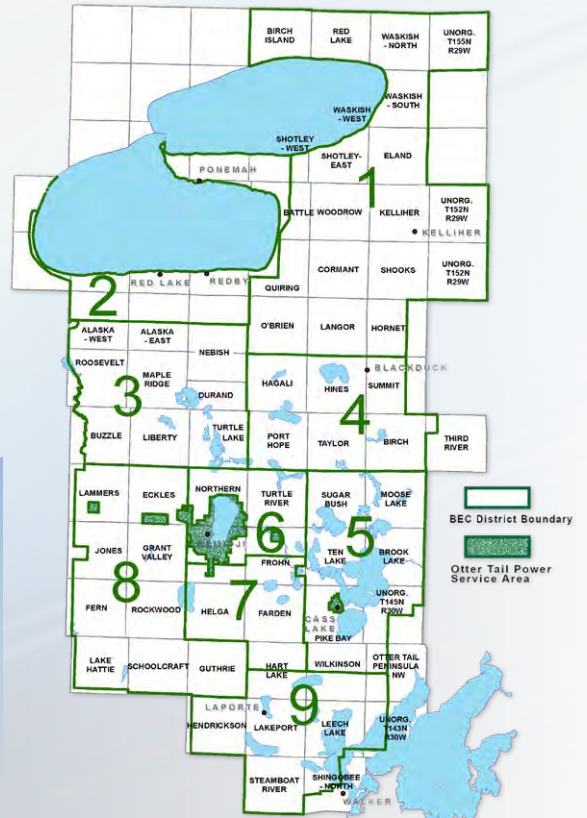 BIRCH
ISLAND
RED
LAKE
WASKISH
- NORTH
UNORG.
T155N
R29W
WASKISH
- SOUTH
WASKISH
- WEST
SHOTLEY
- WEST
SHOTLEY-
EAST
ELAND
1
PONEMAH
BATTLE
WOODROW
KELLIHER
UNORG.
T152N
R29W
KELLIHER
CORMANT
SHOOKS
UNORG.
T152N
R29W
RED LAKE
REDBY
QUIRING
2
ALASKA
- WEST
ALASKA
- EAST
O'BRIEN
LANGOR
HORNET
NEBISH
ROOSEVELT
BLACKDUCK
MAPLE
RIDGE
HAGALI
HINES
SUMMIT
3
DURAND
4
BUZZLE
LIBERTY
TURTLE
LAKE
PORT
HOPE
TAYLOR
BIRCH
THIRD
RIVER
LAMMERS
ECKLES
NORTHERN
TURTLE
RIVER
SUGAR
BUSH
MOOSE
LAKE
BEC District Boundary
6
5
Otter Tail Power
Service Area
JONES
GRANT
VALLEY
FROHN
TEN
LAKE
BROOK
LAKE
8
7
FERN
ROCKWOOD
HELGA
FARDEN
UNORG.
T145N
R30W
CASS
LAKE
PIKE BAY
LAKE
HATTIE
SCHOOLCRAFT
GUTHRIE
HART
LAKE
WILKINSON
OTTER TAIL
PENINSULA
NW
9
LAPORTE
HENDRICKSON
LAKEPORT
LEECH
LAKE
UNORG.
T143N
R30W
STEAMBOAT
RIVER
SHINGOBEE
- NORTH
WALKER